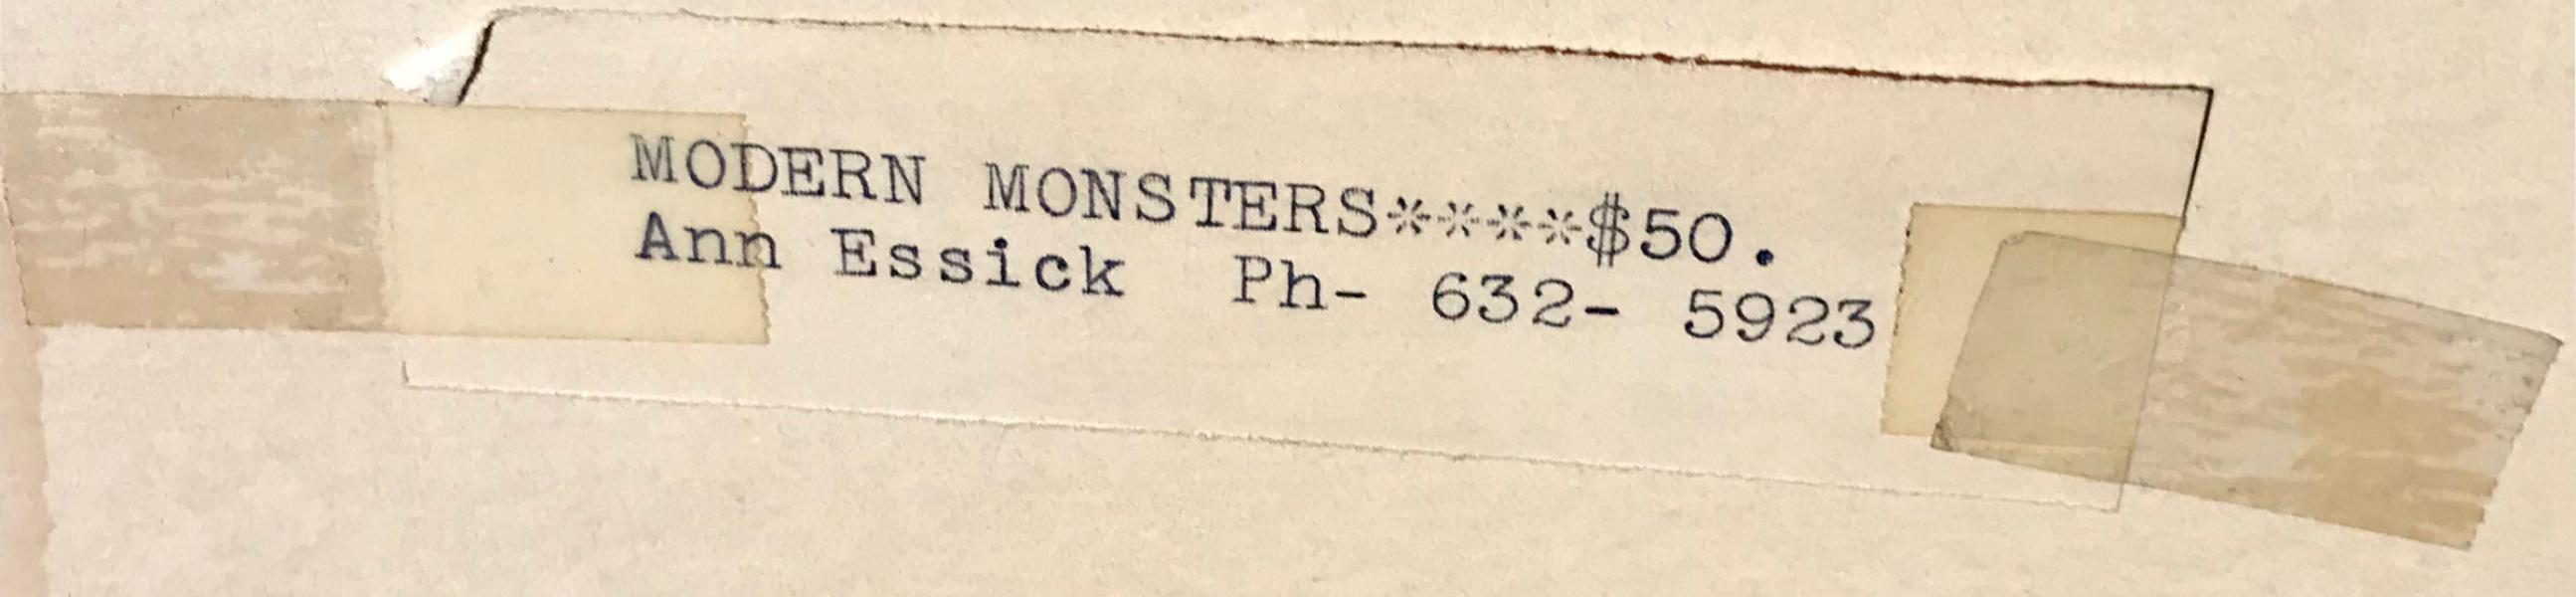 MODERN MONSTERS****$50.
Ann Essick  Ph- 632- 5923